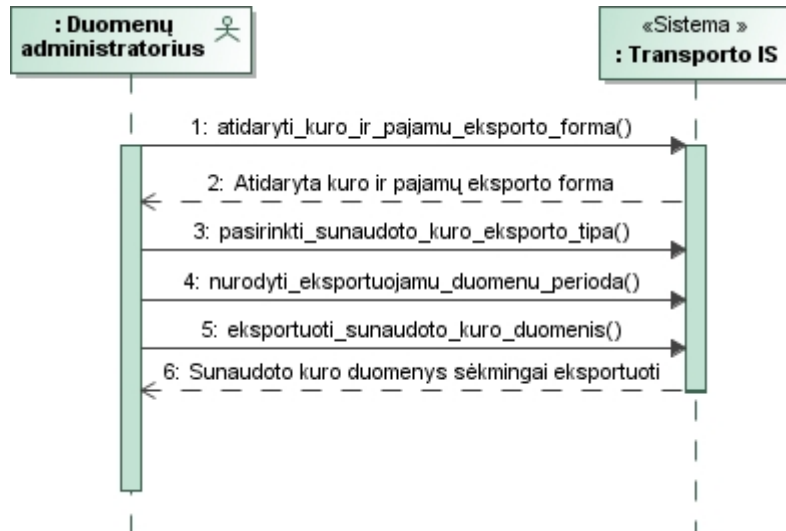 : Duomenų
administratorius
«Sistema »
: Transporto IS
1: atidaryti_kuro_ir_pajamu_eksporto_forma()
2: Atidaryta kuro ir pajamų eksporto forma
3: pasirinkti_sunaudoto_kuro_eksporto_tipa()
4: nurodyti_eksportuojamu_duomenu_perioda()
5: eksportuoti_sunaudoto_kuro_duomenis()
6: Sunaudoto kuro duomenys sėkmingai eksportuoti